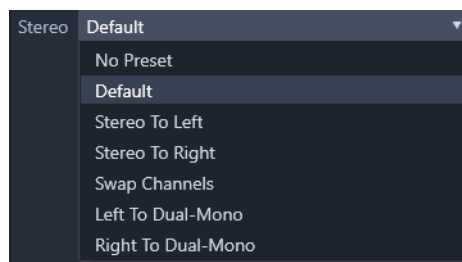 Stereo Default
No Preset
Default
Stereo To Left
Stereo To Right
Swap Channels
Left To Dual-Mono
Right To Dual-Mono